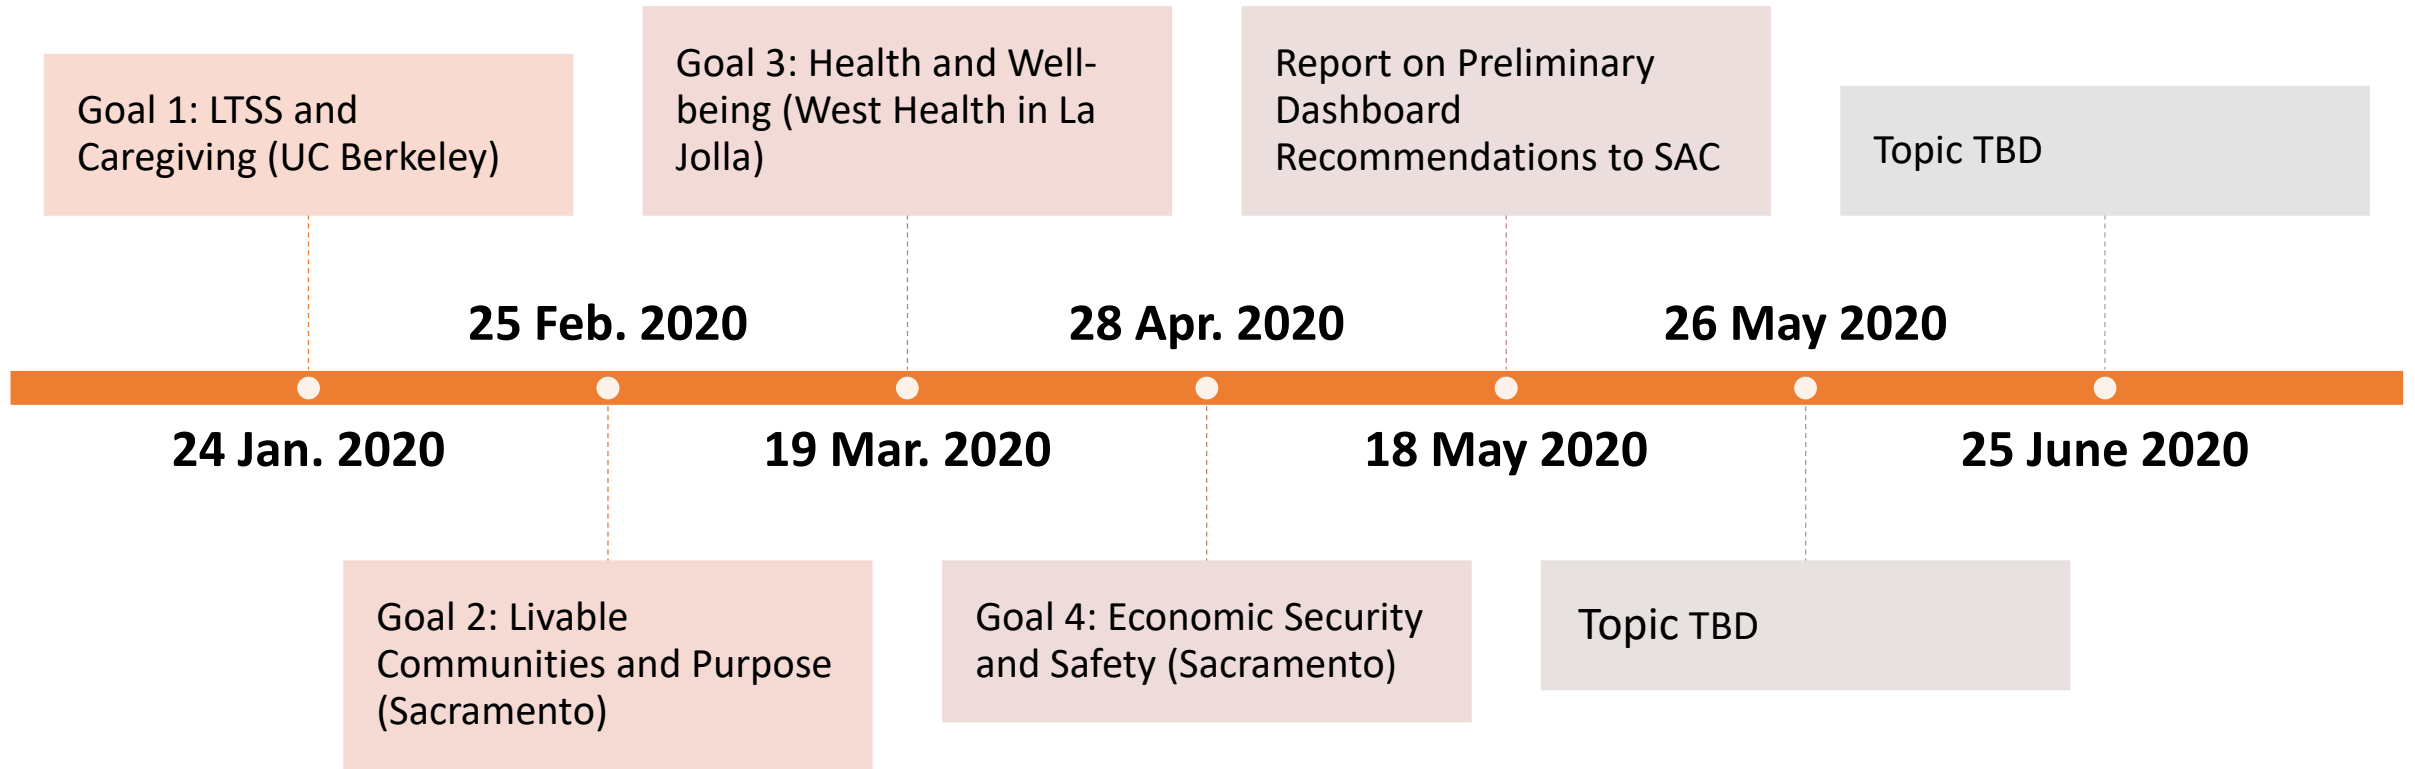 Goal 1: LTSS and
Caregiving (UC Berkeley)
24 Jan. 2020
25 Feb. 2020
Goal 2: Livable
Communities and Purpose
(Sacramento)
Goal 3: Health and Well-
being (West Health in La
Jolla)
19 Mar. 2020
28 Apr. 2020
Goal 4: Economic Security
and Safety (Sacramento)
Report on Preliminary
Dashboard
Recommendations to SAC
18 May 2020
26 May 2020
Topic TBD
Topic TBD
25 June 2020